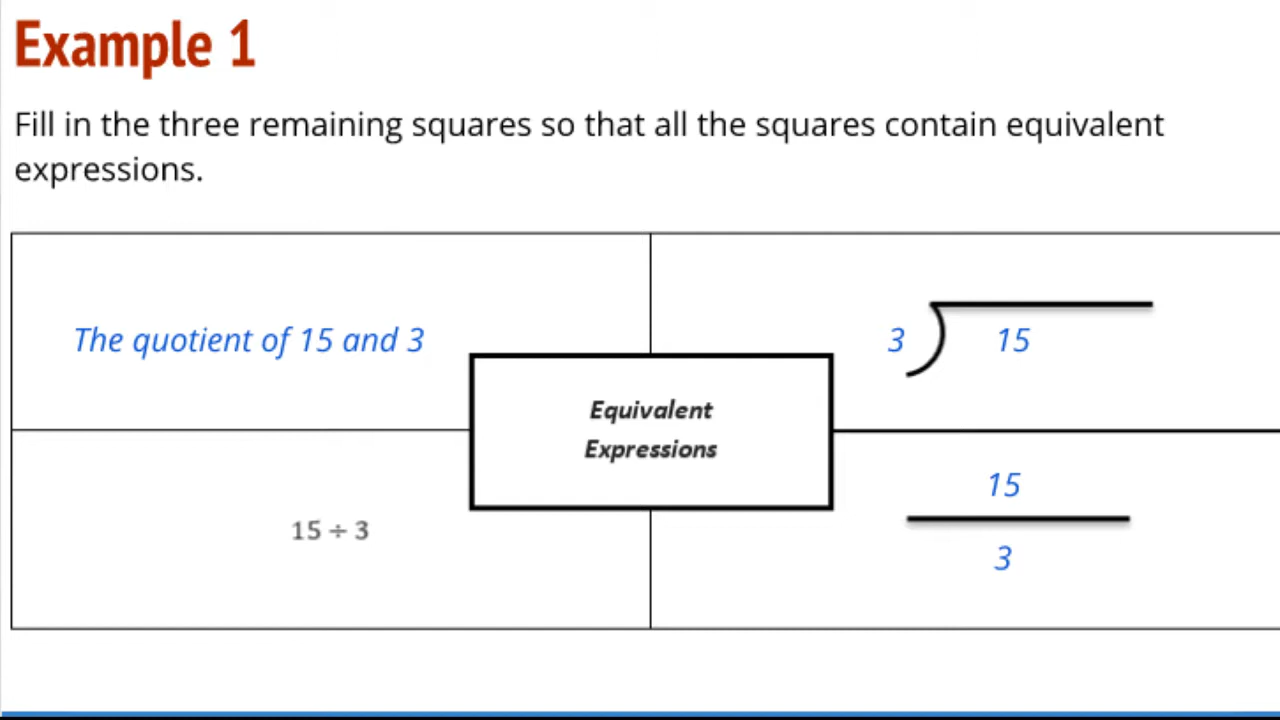 Example 1
Fill in the three remaining squares so that all the squares contain equivalent
expressions.
The quotient of 15 and 3
3 15
Equivalent
Expressions
15 ÷ 3
15
3